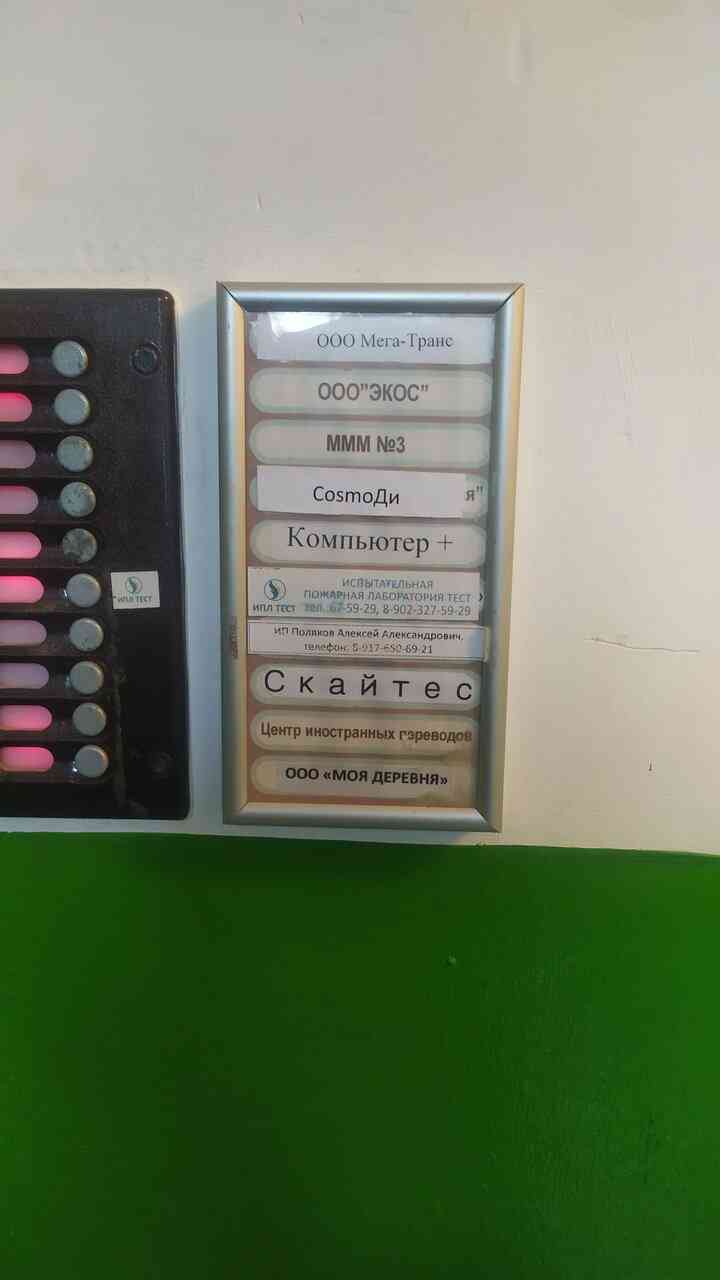 ООО Мега-Транс
ООО"ЭКОС"
МММ №3
CosmoДи
я"
Компьютер +
ИСПЫТАТЕЛЬНАЯ
ПОЖАРНАЯ ЛАБОРАТОРИЯ ТЕСТ
ИПЛ ТЕСТ
тел. 67-59-29, 8-902-327-59-29
ИПЛ ТЕСТ
ИП Поляков Алексей Александрович.
телефон: 8-917-650-69-21
Скайтес
Центр иностранных переводов
ООО «МОЯ ДЕРЕВНЯ»